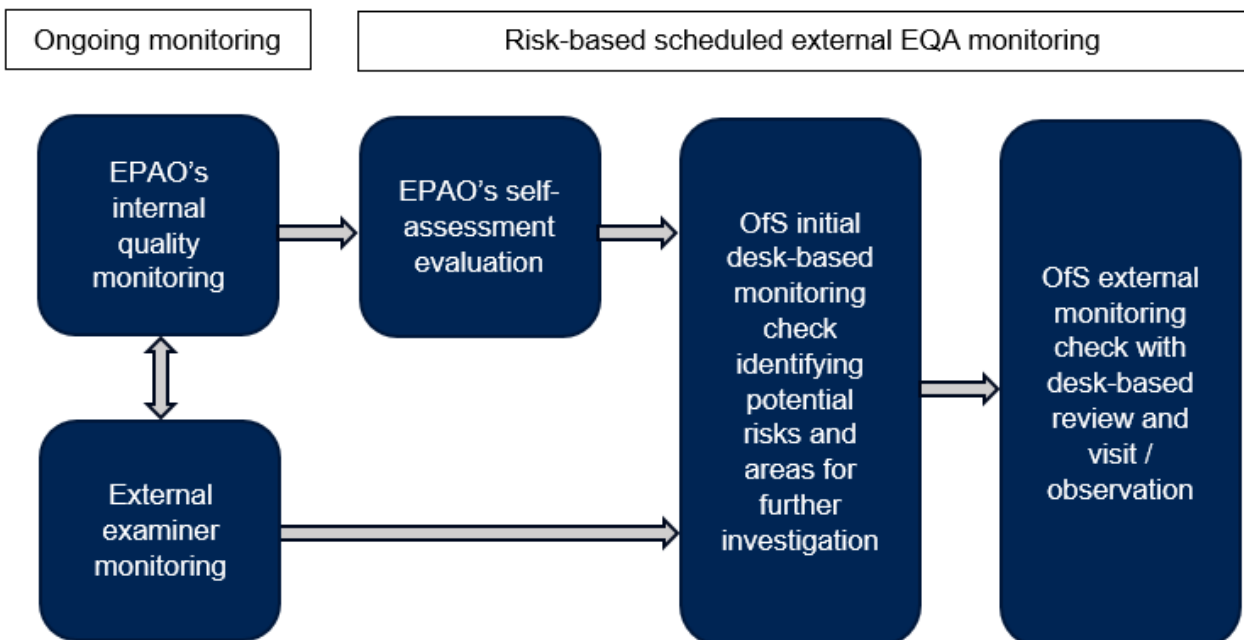 Ongoing monitoring
Risk-based scheduled external EQA monitoring
EPAO’s
internal
quality
monitoring
EPAO’s self-
assessment
evaluation
OfS initial
desk-based
monitoring
check
identifying
potential
risks and
areas for
further
investigation
OfS external
monitoring
check with
desk-based
review and
visit /
observation
External
examiner
monitoring